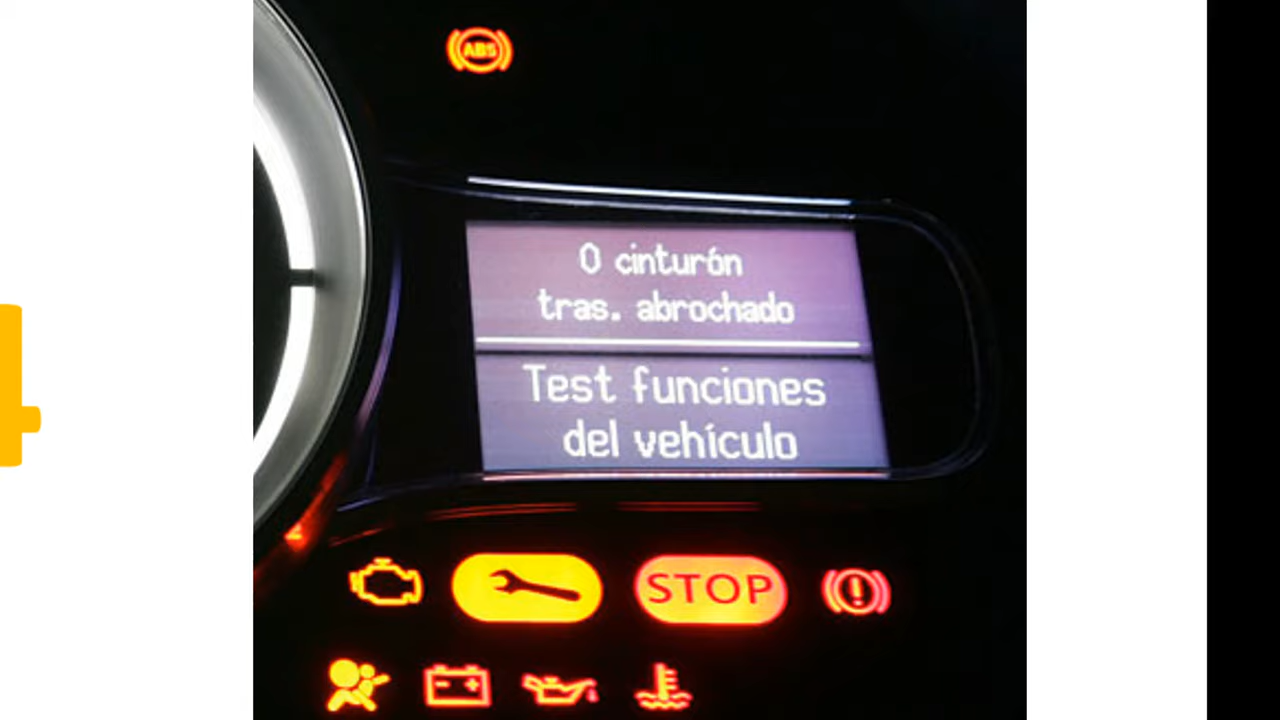 ABS
0 cinturón
tras. abrochado
Test funciones
del vehículo
STOP